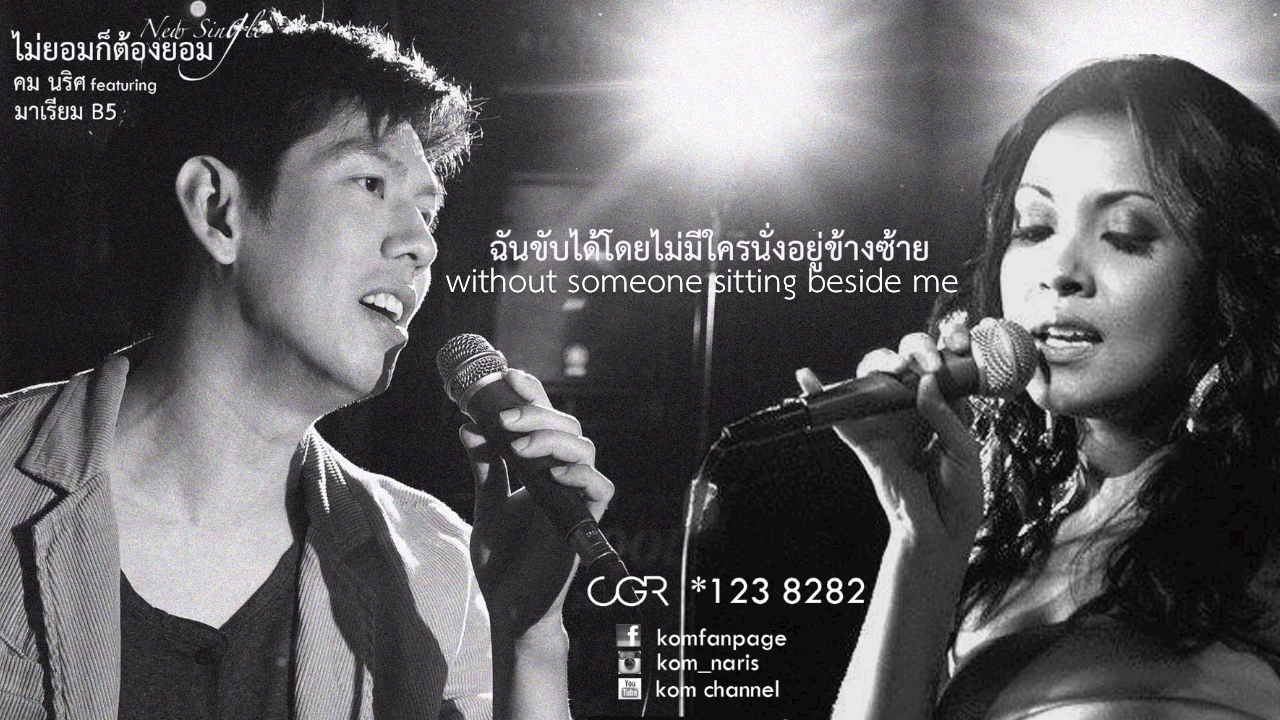 New Single
ไม่ยอมก็ต้องยอม
คม นริศ featuring
มาเรียม B5
ฉันขับได้โดยไม่มีใครนั่งอยู่ข้างซ้าย
without someone sitting beside me
CGR *123 8282
f komfanpage
kom_naris
You Tube kom channel